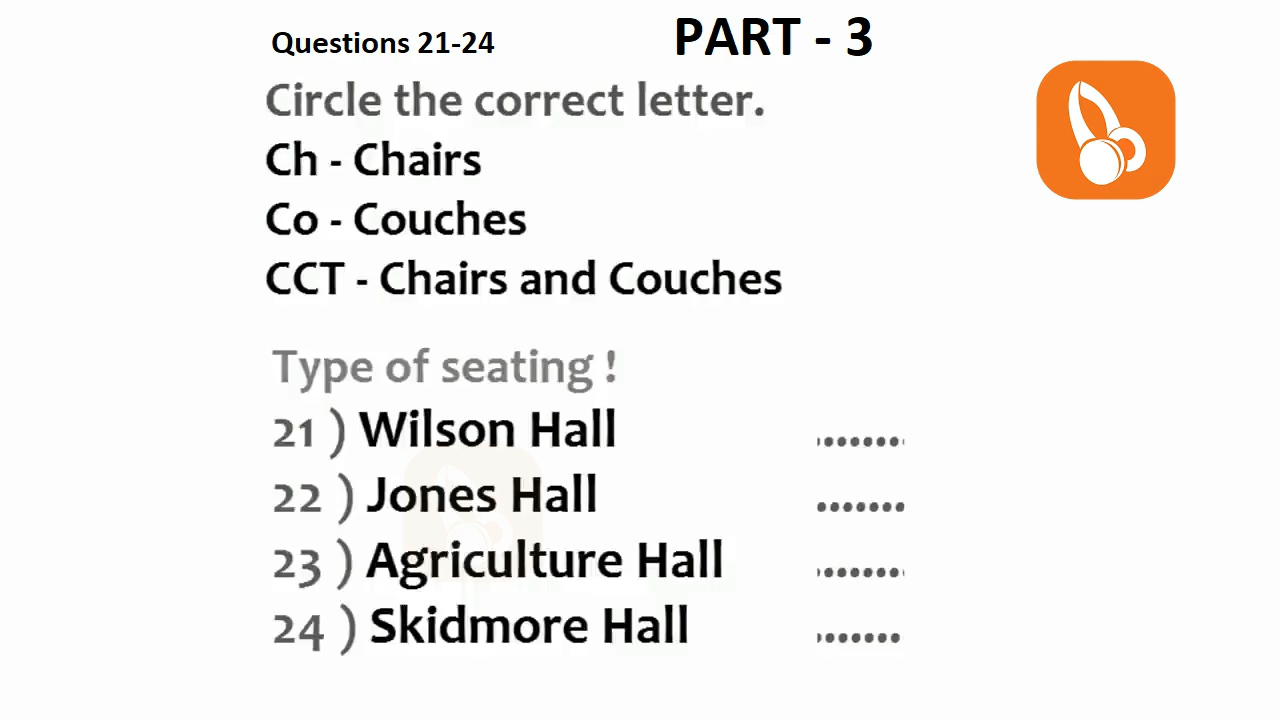 Questions 21-24
PART - 3
Circle the correct letter.
Ch - Chairs
Co - Couches
CCT - Chairs and Couches
Type of seating !
21 ) Wilson Hall ........
22 ) Jones Hall ........
23 ) Agriculture Hall ........
24 ) Skidmore Hall ........